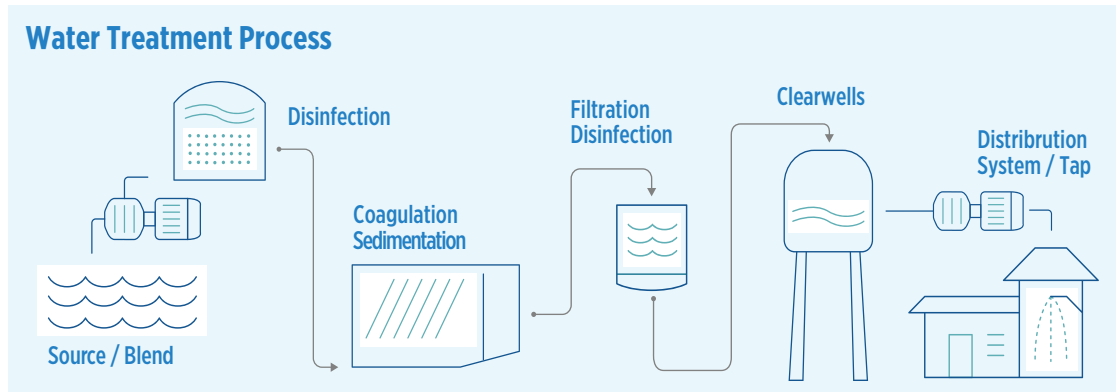 Water Treatment Process
Disinfection
Source / Blend
Coagulation
Sedimentation
Filtration
Disinfection
Clearwells
Distribrution
System / Tap